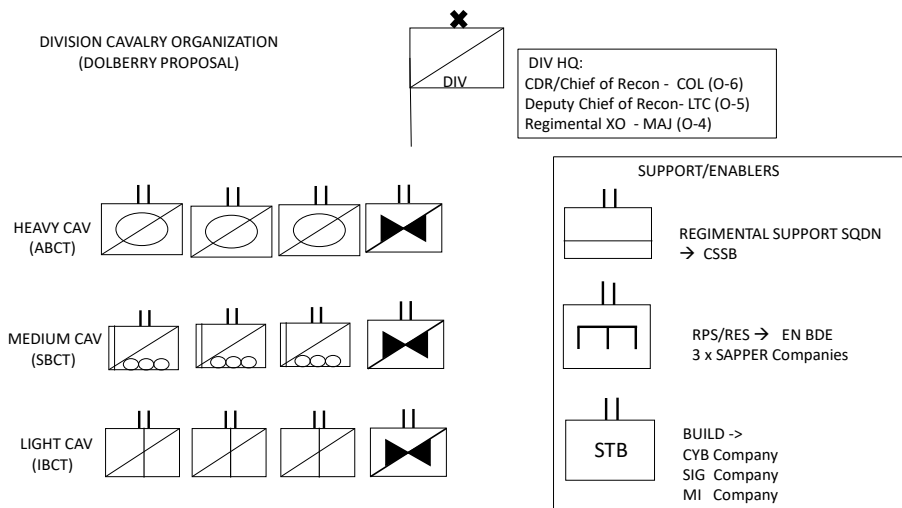 DIVISION CAVALRY ORGANIZATION
(DOLBERRY PROPOSAL)
DIV
DIV HQ:
CDR/Chief of Recon - COL (O-6)
Deputy Chief of Recon- LTC (O-5)
Regimental XO - MAJ (O-4)
HEAVY CAV
(ABCT)
MEDIUM CAV
(SBCT)
LIGHT CAV
(IBCT)
SUPPORT/ENABLERS
REGIMENTAL SUPPORT SQDN
→ CSSB
RPS/RES → EN BDE
3 x SAPPER Companies
STB
BUILD ->
CYB Company
SIG Company
MI Company